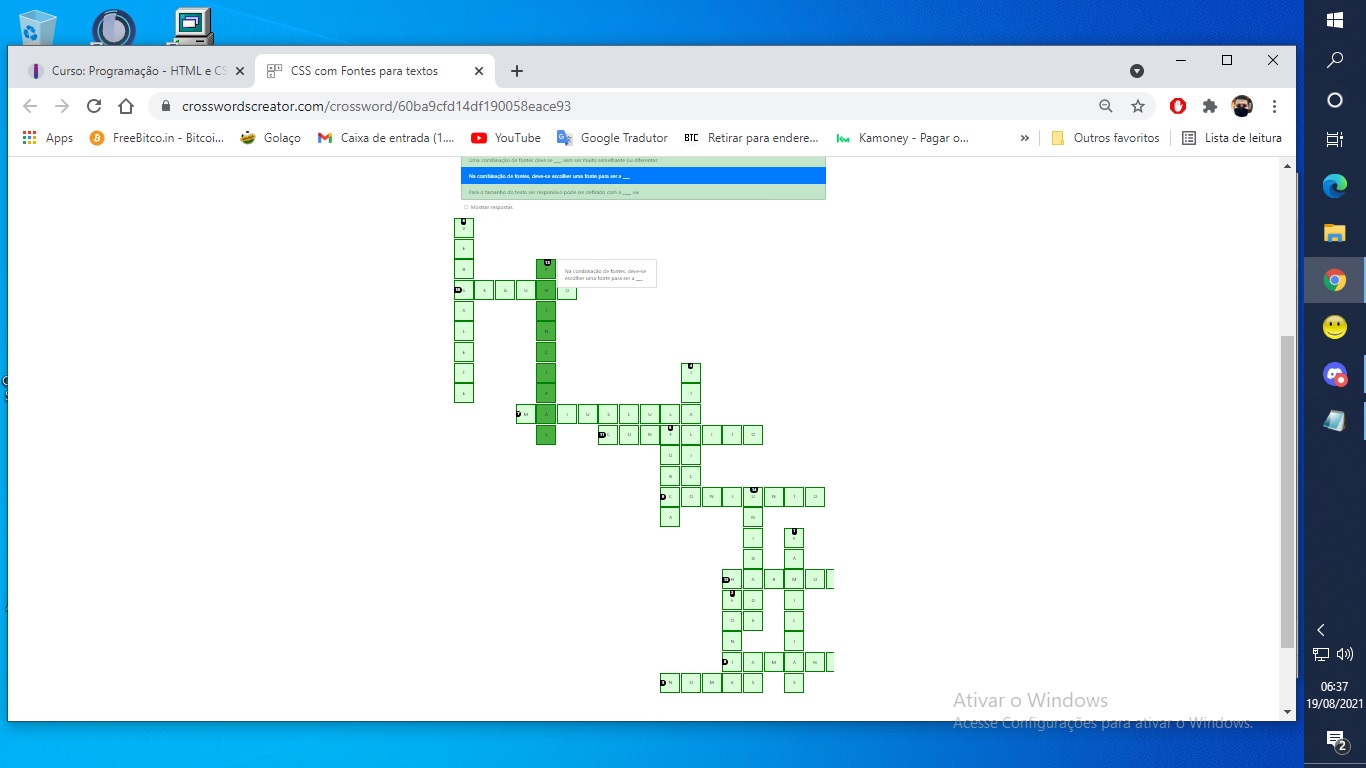 Curso: Programação - HTML e CS
CSS com Fontes para textos
crosswordscreator.com/crossword/60ba9cfd14df190058eace93
Apps
FreeBitco.in - Bitcoi...
Golaço
Caixa de entrada (1....
YouTube
Google Tradutor
BTC Retirar para endere...
Kamoney - Pagar o...
»
Outros favoritos
Lista de leitura
Uma combinação de fontes deve se ___ sem ser muito semelhante ou diferente
Na combinação de fontes, deve-se escolher uma fonte para ser a ___
Para o tamanho do texto ser responsivo pode ser definido com a ___ vw
Mostrar respostas
Na combinação de fontes, deve-se
escolher uma fonte para ser a ___
S E G U R O
M A I U S C U L A
C O N F L I T O
C O N J U N T O
H A R M O
T A M A N
N O M E S
Ativar o Windows
Acesse Configurações para ativar o Windows.
06:37
19/08/2021
2